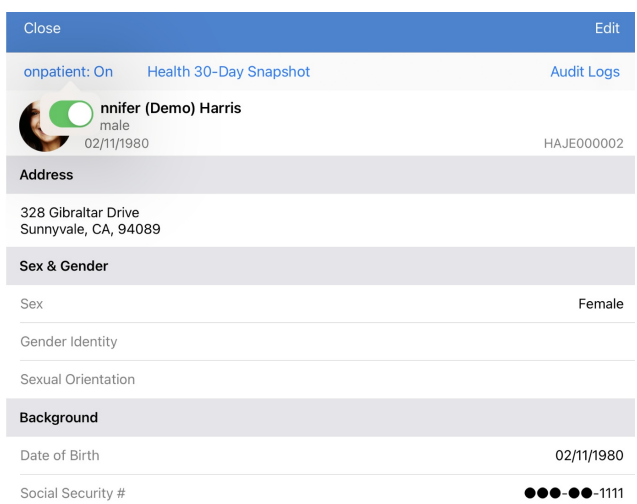 Close Edit
onpatient: On Health 30-Day Snapshot Audit Logs
nnifer (Demo) Harris
male
02/11/1980 HAJE000002
Address
328 Gibraltar Drive
Sunnyvale, CA, 94089
Sex & Gender
Sex Female
Gender Identity
Sexual Orientation
Background
Date of Birth 02/11/1980
Social Security # ●●●-●●-1111